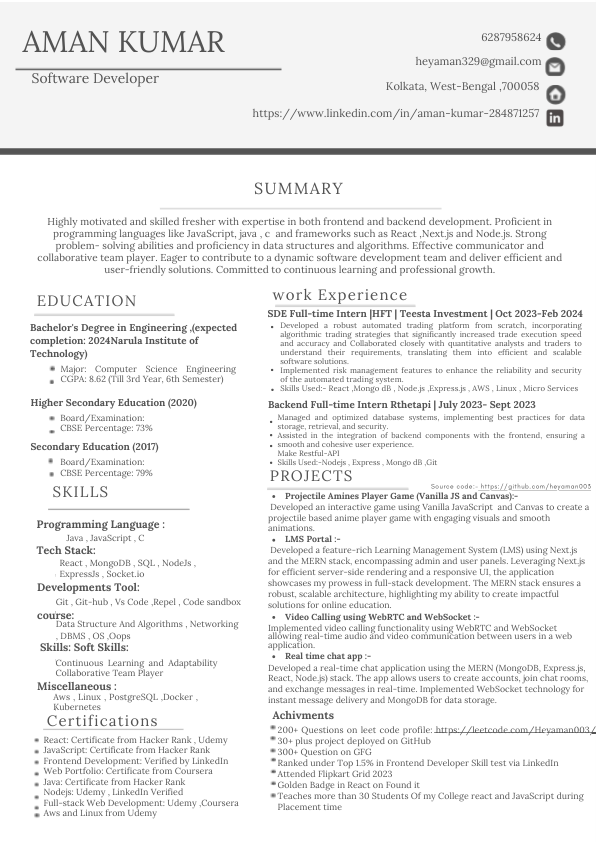 AMAN KUMAR
Software Developer
6287958624
heyaman329@gmail.com
Kolkata, West-Bengal ,700058
https://www.linkedin.com/in/aman-kumar-284871257
SUMMARY
Highly motivated and skilled fresher with expertise in both frontend and backend development. Proficient in
programming languages like JavaScript, java , c and frameworks such as React ,Next.js and Node.js. Strong
problem- solving abilities and proficiency in data structures and algorithms. Effective communicator and
collaborative team player. Eager to contribute to a dynamic software development team and deliver efficient
and user-friendly solutions. Committed to continuous learning and professional growth.
EDUCATION
Bachelor's Degree in Engineering ,(expected
completion: 2024Narula Institute of
Technology)
Major: Computer Science Engineering
CGPA: 8.62 (Till 3rd Year, 6th Semester)
Higher Secondary Education (2020)
Board/Examination:
CBSE Percentage: 73%
Secondary Education (2017)
Board/Examination:
CBSE Percentage: 79%
SKILLS
Programming Language :
Java , JavaScript , C
Tech Stack:
React , MongoDB , SQL , NodeJs ,
ExpressJs , Socket.io
Developments Tool:
Git , Git-hub , Vs Code ,Repel , Code sandbox
course:
Data Structure And Algorithms , Networking
, DBMS , OS ,Oops
Skills: Soft Skills:
Continuous Learning and Adaptability
Collaborative Team Player
Miscellaneous :
Aws , Linux , PostgreSQL ,Docker ,
Kubernetes
Certifications
React: Certificate from Hacker Rank , Udemy
JavaScript: Certificate from Hacker Rank
Frontend Development: Verified by LinkedIn
Web Portfolio: Certificate from Coursera
Java: Certificate from Hacker Rank
Nodejs: Udemy , LinkedIn Verified
Full-stack Web Development: Udemy ,Coursera
Aws and Linux from Udemy
work Experience
SDE Full-time Intern |HFT | Teesta Investment | Oct 2023-Feb 2024
Developed a robust automated trading platform from scratch, incorporating
algorithmic trading strategies that significantly increased trade execution speed
and accuracy and Collaborated closely with quantitative analysts and traders to
understand their requirements, translating them into efficient and scalable
software solutions.
Implemented risk management features to enhance the reliability and security
of the automated trading system.
Skills Used:- React ,Mongo dB , Node.js ,Express.js , AWS , Linux , Micro Services
Backend Full-time Intern Rthetapi | July 2023- Sept 2023
Managed and optimized database systems, implementing best practices for data
storage, retrieval, and security.
Assisted in the integration of backend components with the frontend, ensuring a
smooth and cohesive user experience.
Make Restful-API
Skills Used:-Nodejs , Express , Mongo dB ,Git
PROJECTS
Source code:- https://github.com/heyaman003
• Projectile Amines Player Game (Vanilla JS and Canvas):-
Developed an interactive game using Vanilla JavaScript and Canvas to create a
projectile based anime player game with engaging visuals and smooth
animations.
• LMS Portal :-
Developed a feature-rich Learning Management System (LMS) using Next.js
and the MERN stack, encompassing admin and user panels. Leveraging Next.js
for efficient server-side rendering and a responsive UI, the application
showcases my prowess in full-stack development. The MERN stack ensures a
robust, scalable architecture, highlighting my ability to create impactful
solutions for online education.
• Video Calling using WebRTC and WebSocket :-
Implemented video calling functionality using WebRTC and WebSocket
allowing real-time audio and video communication between users in a web
application.
• Real time chat app :-
Developed a real-time chat application using the MERN (MongoDB, Express.js,
React, Node.js) stack. The app allows users to create accounts, join chat rooms,
and exchange messages in real-time. Implemented WebSocket technology for
instant message delivery and MongoDB for data storage.
Achivments
200+ Questions on leet code profile: https://leetcode.com/Heyaman003/
30+ plus project deployed on GitHub
300+ Question on GFG
Ranked under Top 1.5% in Frontend Developer Skill test via LinkedIn
Attended Flipkart Grid 2023
Golden Badge in React on Found it
Teaches more than 30 Students Of my College react and JavaScript during
Placement time